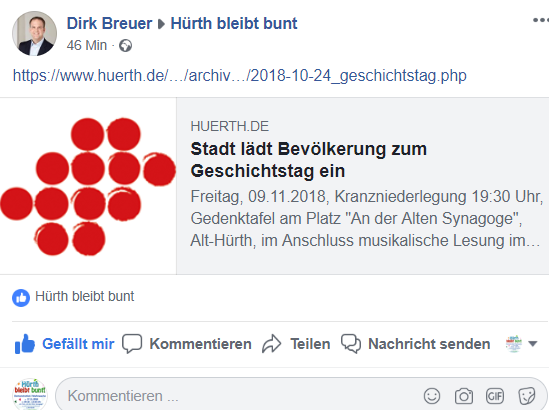 Dirk Breuer Hürth bleibt bunt
46 Min ·
https://www.huerth.de/…/archiv…/2018-10-24_geschichtstag.php
HUERTH.DE
Stadt lädt Bevölkerung zum
Geschichtstag ein
Freitag, 09.11.2018, Kranzniederlegung 19:30 Uhr,
Gedenktafel am Platz "An der Alten Synagoge",
Alt-Hürth, im Anschluss musikalische Lesung im…
Hürth bleibt bunt
Gefällt mir Kommentieren Teilen Nachricht senden
Hürth
bleibt bunt!
Kommentieren ...
GIF